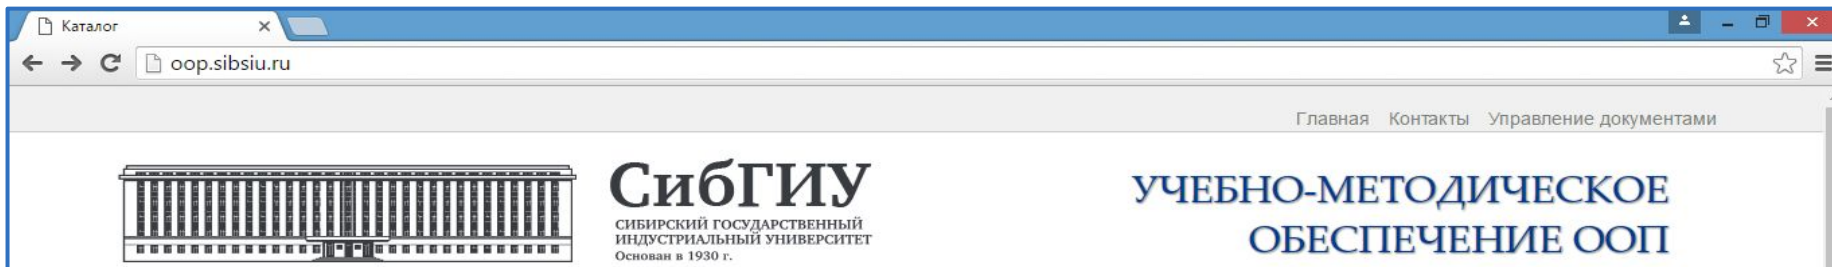 Каталог
oop.sibsiu.ru
Главная Контакты Управление документами
СибГИУ
СИБИРСКИЙ ГОСУДАРСТВЕННЫЙ
ИНДУСТРИАЛЬНЫЙ УНИВЕРСИТЕТ
Основан в 1930 г.
УЧЕБНО-МЕТОДИЧЕСКОЕ
ОБЕСПЕЧЕНИЕ ООП